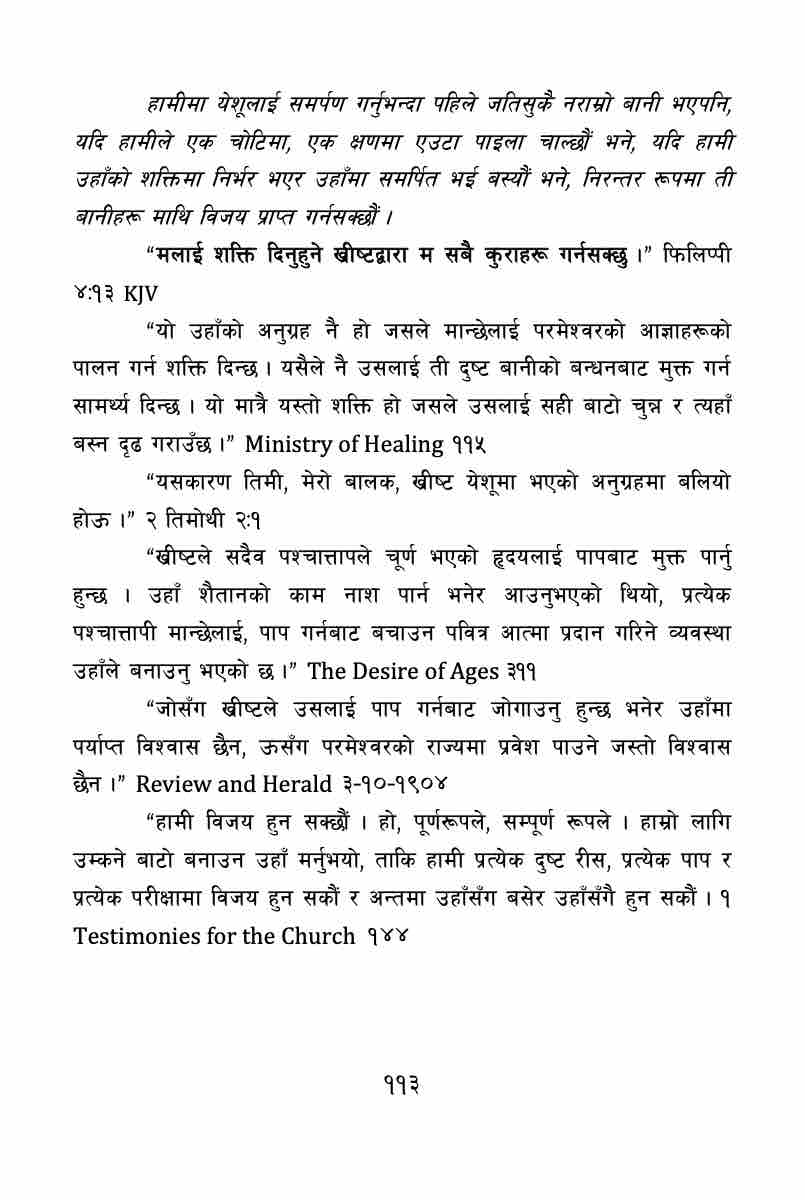 हामीमा येशूलाई समर्पण गर्नुभन्दा पहिले जतिसुकै नराम्रो बानी भएपनि,
यदि हामीले एक चोटिमा, एक क्षणमा एउटा पाइला चाल्छौं भने, यदि हामी
उहाँको शक्तिमा निर्भर भएर उहाँमा समर्पित भई बस्यौं भने, निरन्तर रूपमा ती
बानीहरू माथि विजय प्राप्त गर्नसक्छौं ।
“मलाई शक्ति दिनुहुने ख्रीष्टद्वारा म सबै कुराहरू गर्नसक्छु ।” फिलिप्पी
४:१३ KJV
“यो उहाँको अनुग्रह नै हो जसले मान्छेलाई परमेश्वरको आज्ञाहरूको
पालन गर्न शक्ति दिन्छ । यसैले नै उसलाई ती दुष्ट बानीको बन्धनबाट मुक्त गर्न
सामर्थ्य दिन्छ । यो मात्रै यस्तो शक्ति हो जसले उसलाई सही बाटो चुन्न र त्यहाँ
बस्न दृढ गराउँछ ।” Ministry of Healing ११५
“यसकारण तिमी, मेरो बालक, ख्रीष्ट येशूमा भएको अनुग्रहमा बलियो
होऊ ।” २ तिमोथी २:१
“ख्रीष्टले सदैव पश्चात्तापले चूर्ण भएको हृदयलाई पापबाट मुक्त पार्नु
हुन्छ । उहाँ शैतानको काम नाश पार्न भनेर आउनुभएको थियो, प्रत्येक
पश्चात्तापी मान्छेलाई, पाप गर्नबाट बचाउन पवित्र आत्मा प्रदान गरिने व्यवस्था
उहाँले बनाउनु भएको छ ।” The Desire of Ages ३११
“जोसँग ख्रीष्टले उसलाई पाप गर्नबाट जोगाउनु हुन्छ भनेर उहाँमा
पर्याप्त विश्वास छैन, ऊसँग परमेश्वरको राज्यमा प्रवेश पाउने जस्तो विश्वास
छैन ।” Review and Herald ३-१०-१९०४
“हामी विजय हुन सक्छौं । हो, पूर्णरूपले, सम्पूर्ण रूपले । हाम्रो लागि
उम्कने बाटो बनाउन उहाँ मर्नुभयो, ताकि हामी प्रत्येक दुष्ट रीस, प्रत्येक पाप र
प्रत्येक परीक्षामा विजय हुन सकौं र अन्तमा उहाँसँग बसेर उहाँसँगै हुन सकौं । १
Testimonies for the Church १४४
११३